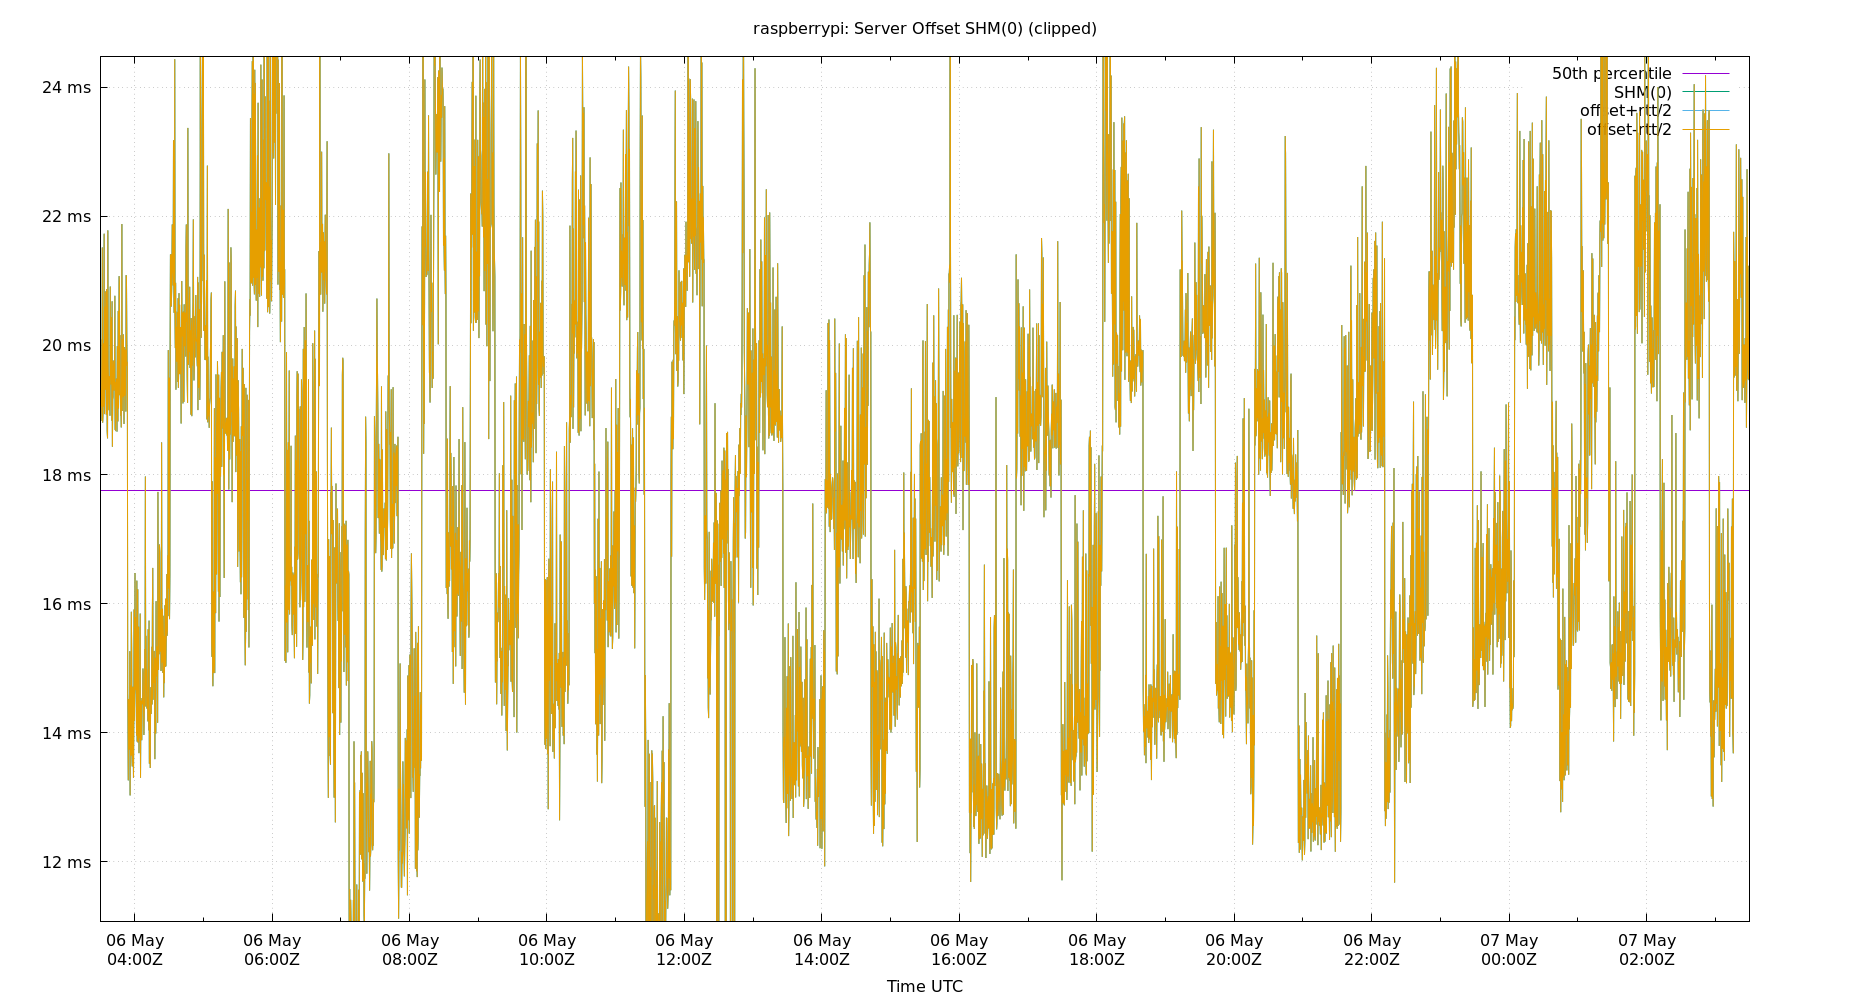 raspberrypi: Server Offset SHM(0) (clipped)
24 ms
22 ms
20 ms
18 ms
16 ms
14 ms
12 ms
50th percentile
SHM(0)
offset+rtt/2
offset-rtt/2
06 May
04:00Z
06 May
06:00Z
06 May
08:00Z
06 May
10:00Z
06 May
12:00Z
06 May
14:00Z
06 May
16:00Z
06 May
18:00Z
06 May
20:00Z
06 May
22:00Z
07 May
00:00Z
07 May
02:00Z
Time UTC